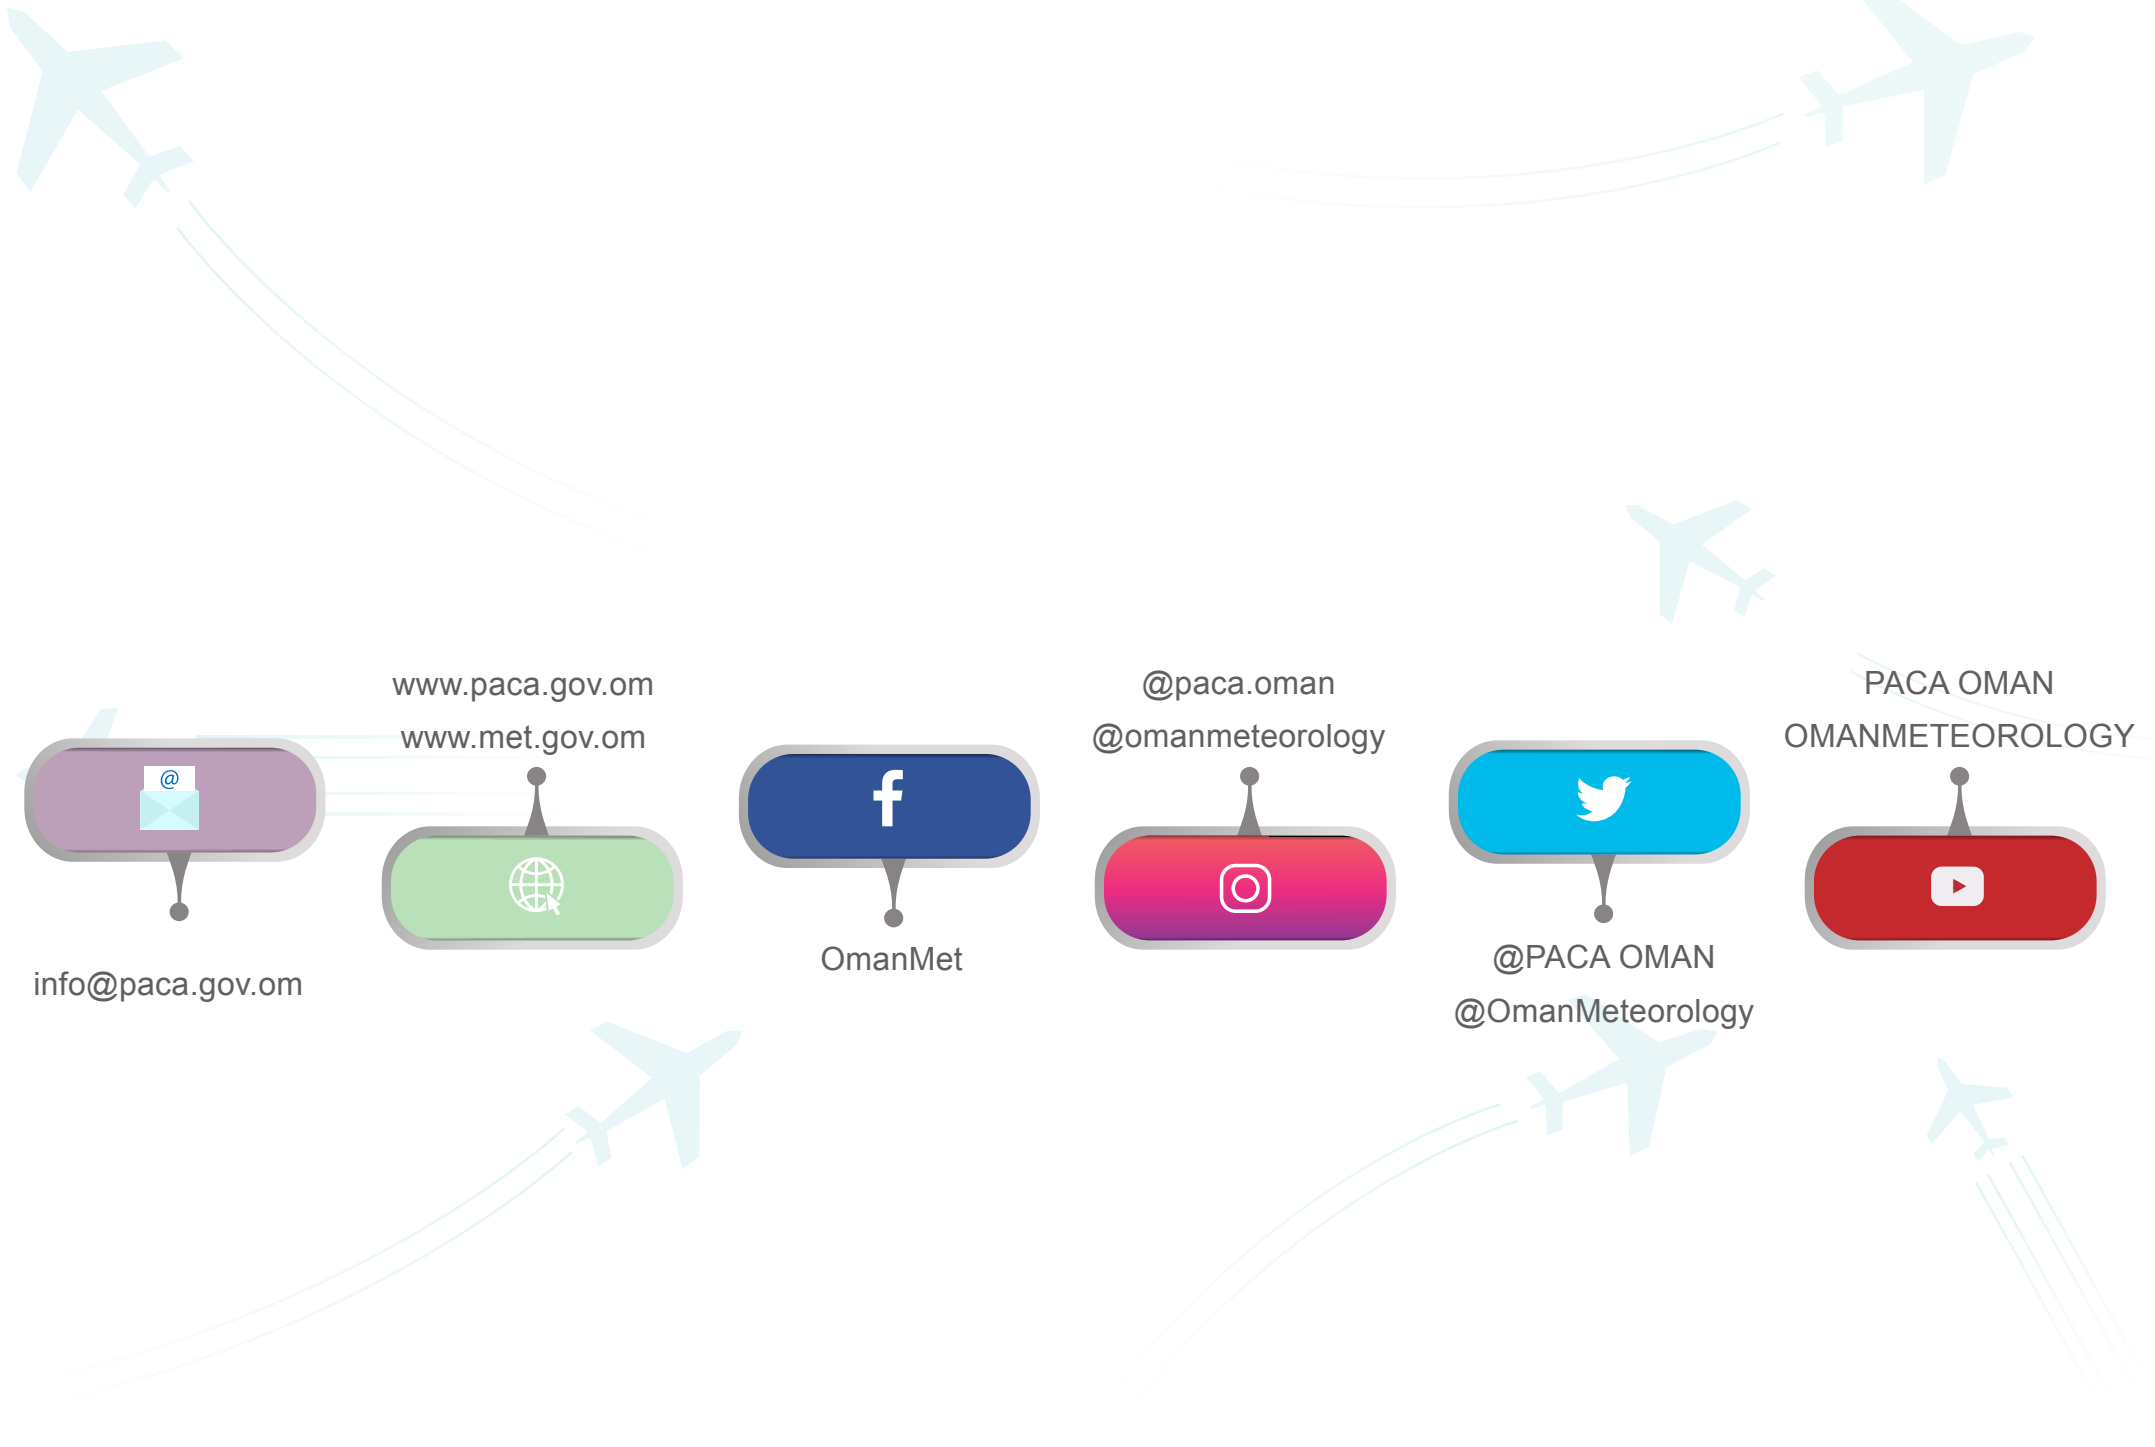 www.paca.gov.om
www.met.gov.om
@paca.oman
@omanmeteorology
PACA OMAN
OMANMETEOROLOGY
@
info@paca.gov.om
OmanMet
@PACA OMAN
@OmanMeteorology